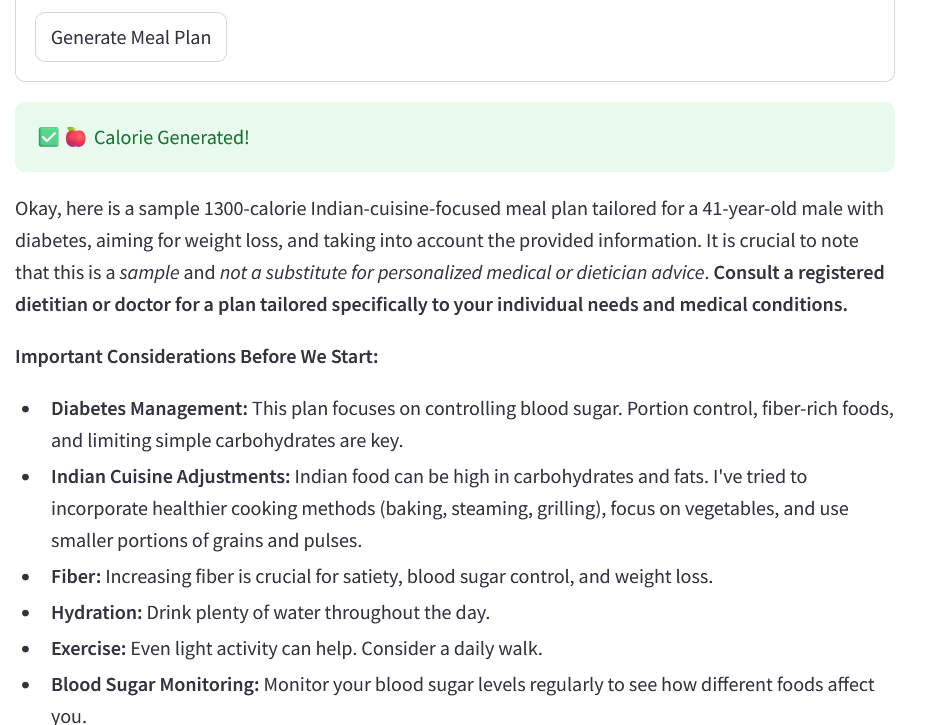 Generate Meal Plan
✅ 🍎 Calorie Generated!
Okay, here is a sample 1300-calorie Indian-cuisine-focused meal plan tailored for a 41-year-old male with
diabetes, aiming for weight loss, and taking into account the provided information. It is crucial to note
that this is a sample and not a substitute for personalized medical or dietician advice. Consult a registered
dietitian or doctor for a plan tailored specifically to your individual needs and medical conditions.
Important Considerations Before We Start:
• Diabetes Management: This plan focuses on controlling blood sugar. Portion control, fiber-rich foods,
and limiting simple carbohydrates are key.
• Indian Cuisine Adjustments: Indian food can be high in carbohydrates and fats. I've tried to
incorporate healthier cooking methods (baking, steaming, grilling), focus on vegetables, and use
smaller portions of grains and pulses.
• Fiber: Increasing fiber is crucial for satiety, blood sugar control, and weight loss.
• Hydration: Drink plenty of water throughout the day.
• Exercise: Even light activity can help. Consider a daily walk.
• Blood Sugar Monitoring: Monitor your blood sugar levels regularly to see how different foods affect
you.